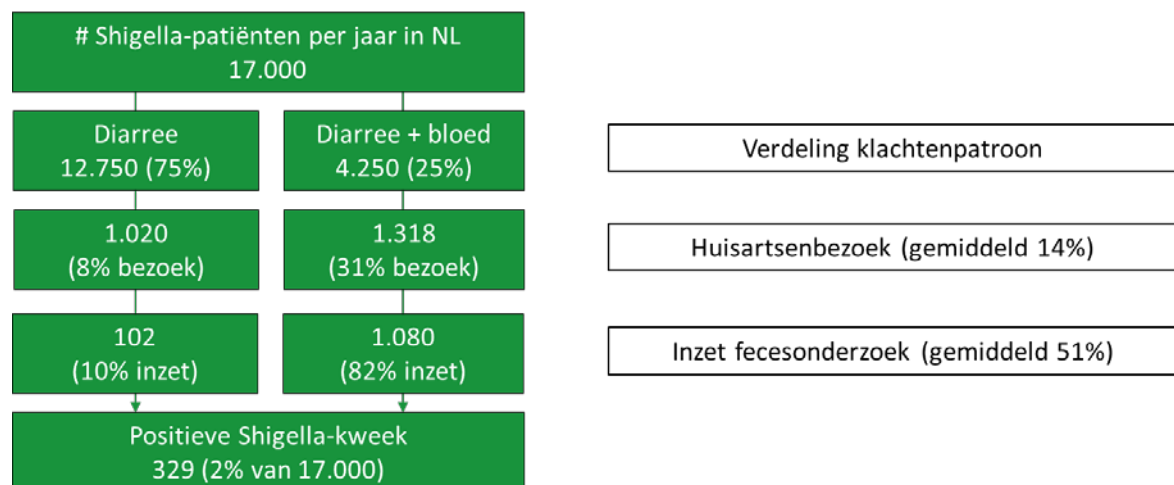 # Shigella-patiënten per jaar in NL
17.000
Diarree
12.750 (75%)
Diarree + bloed
4.250 (25%)
Verdeling klachtenpatroon
1.020
(8% bezoek)
1.318
(31% bezoek)
Huisartsenbezoek (gemiddeld 14%)
102
(10% inzet)
1.080
(82% inzet)
Inzet fecesonderzoek (gemiddeld 51%)
Positieve Shigella-kweek
329 (2% van 17.000)